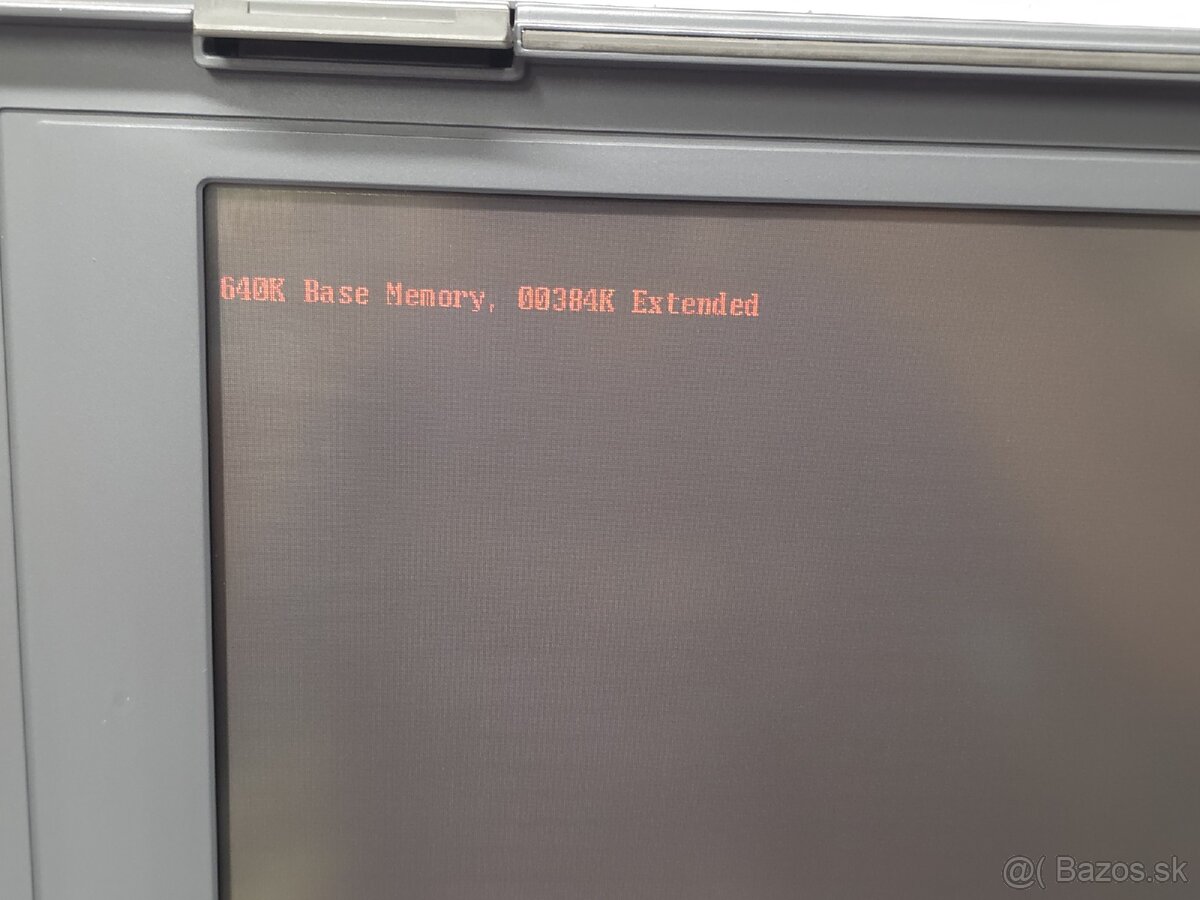 640K Base Memory, 00384K Extended
@( Bazos.sk